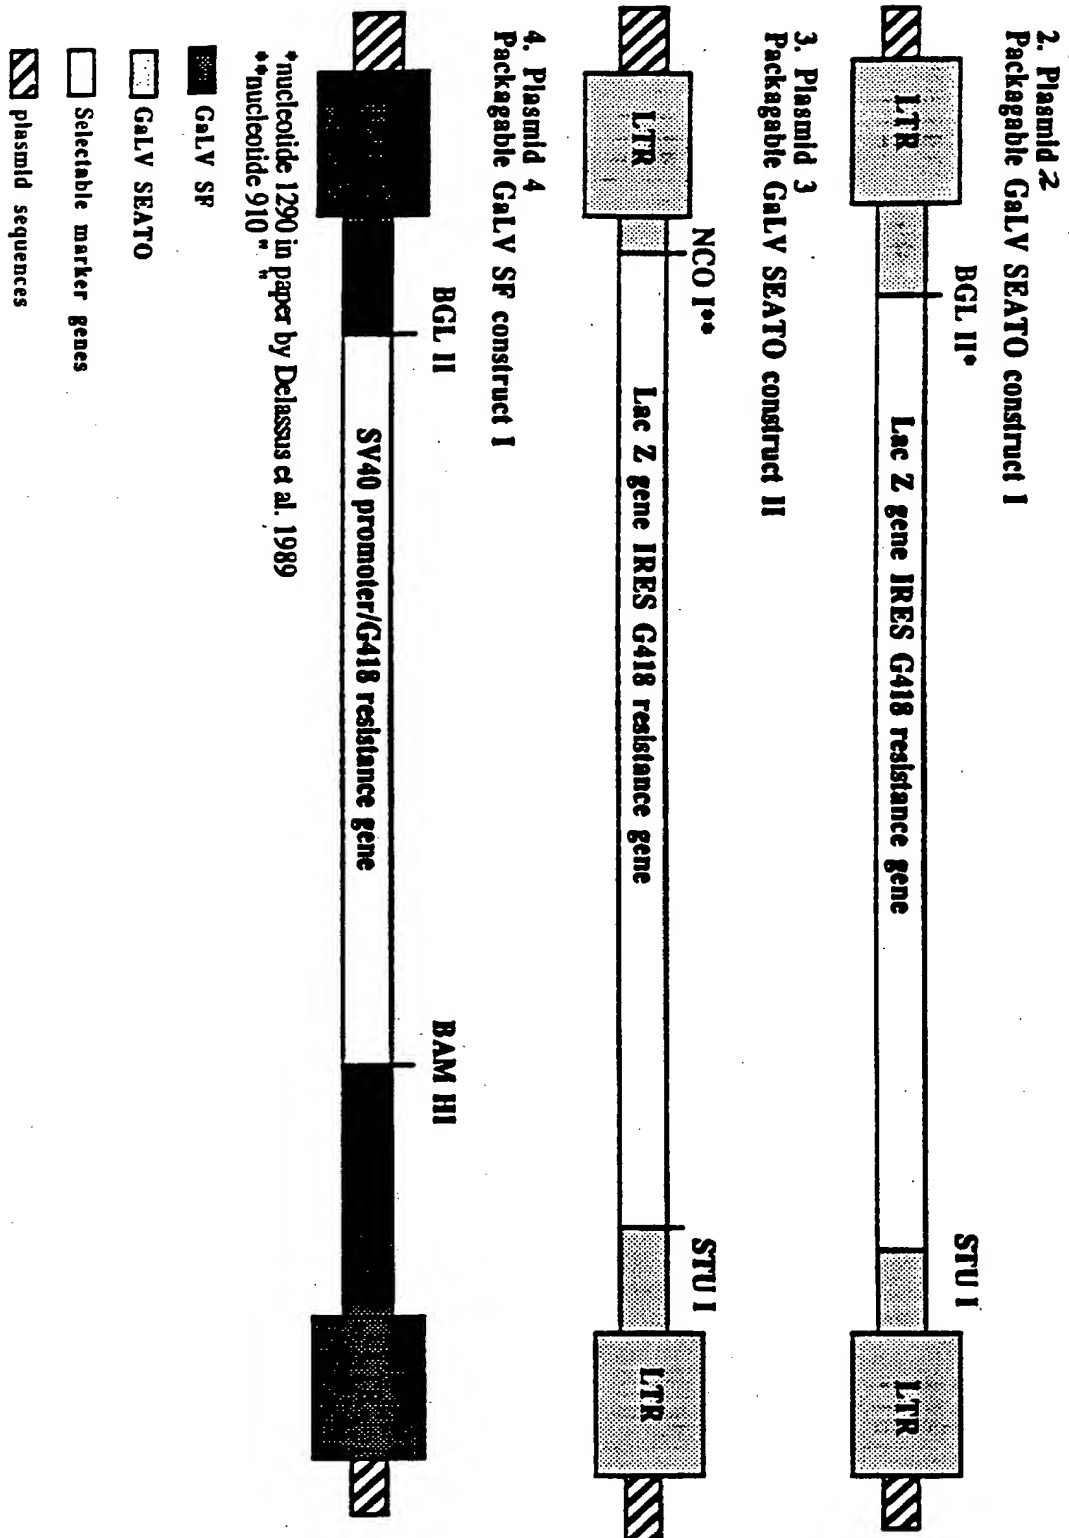 2. Plasmid 2
Packagable GaLV SEATO construct I
BGL II*
STU I
LTR
Lac Z gene IRES G418 resistance gene
LTR
3. Plasmid 3
Packagable GaLV SEATO construct II
NCO I**
STU I
LTR
Lac Z gene IRES G418 resistance gene
LTR
4. Plasmid 4
Packagable GaLV SF construct I
BGL II
BAM HI
SV40 promoter/G418 resistance gene
*nucleotide 1290 in paper by Delassus et al. 1989
**nucleotide 910 " "
GaLV SF
GaLV SEATO
Selectable marker genes
plasmid sequences